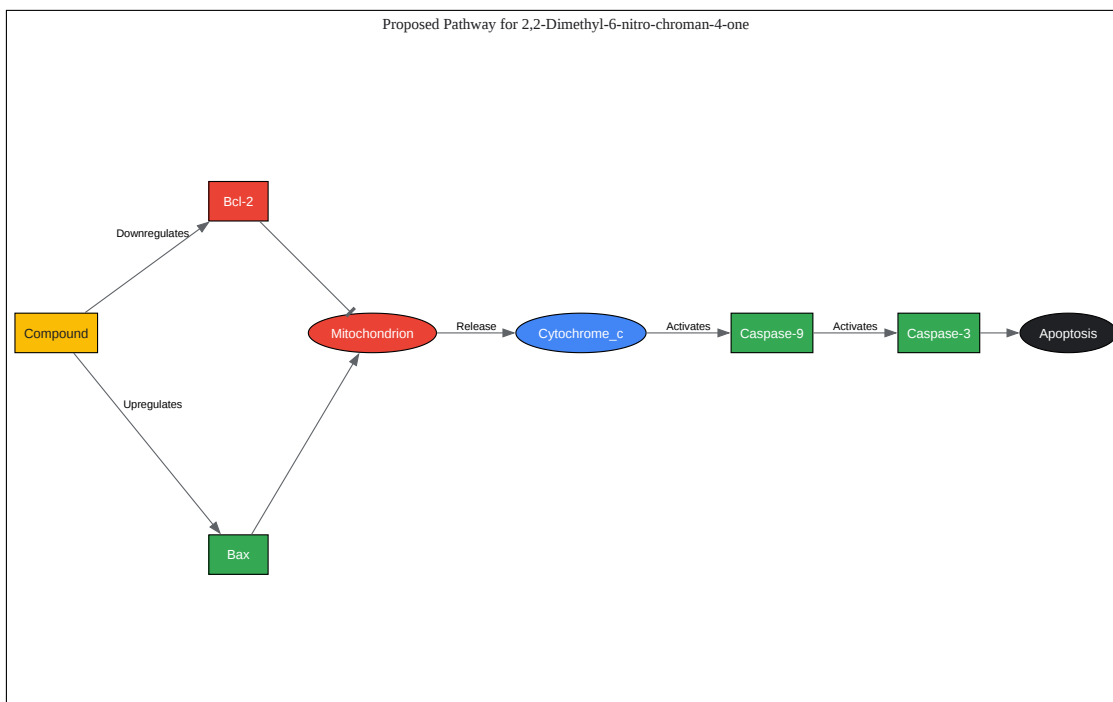 Proposed Pathway for 2,2-Dimethyl-6-nitro-chroman-4-one
Bcl-2
Downregulates
Compound
Mitochondrion
Release
Cytochrome_c
Activates
Caspase-9
Activates
Caspase-3
Apoptosis
Upregulates
Bax